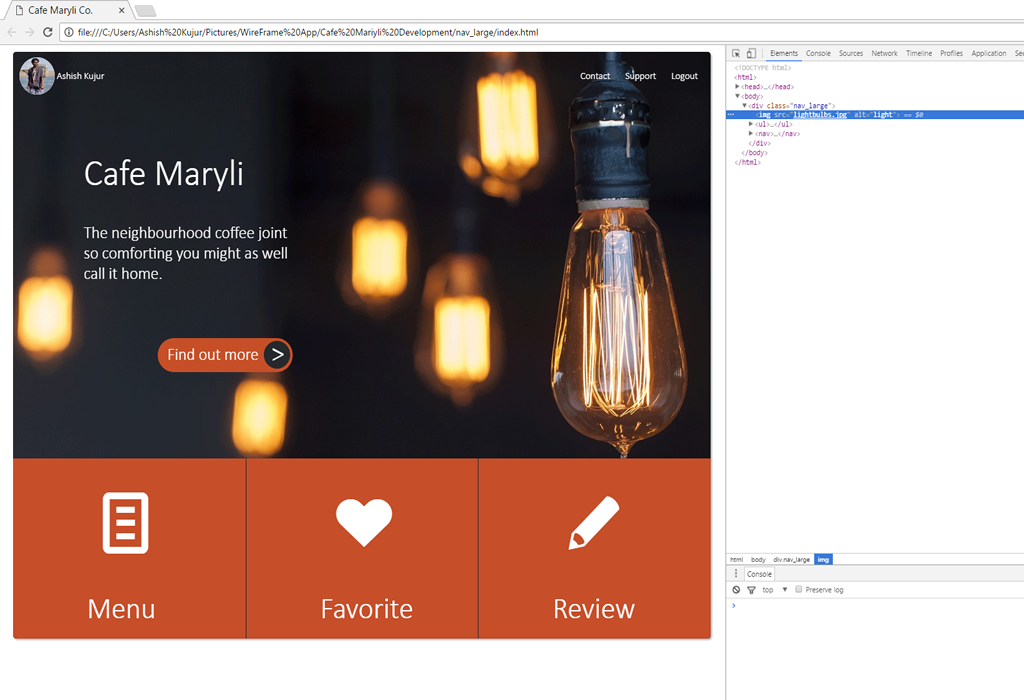 Cafe Maryli Co.
file:///C:/Users/Ashish%20Kujur/Pictures/WireFrame%20App/Cafe%20Mariyli%20Development/nav_large/index.html
Ashish Kujur
Contact Support Logout
Cafe Maryli
The neighbourhood coffee joint
so comforting you might as well
call it home.
Find out more >
Menu Favorite Review
Elements Console Sources Network Timeline Profiles Application Sec
<!DOCTYPE html>
<html>
▶<head>…</head>
▼<body>
▼<div class="nav_large">
… <img src="lightbulbs.jpg" alt="light"> == $0
▶<ul>…</ul>
▶<nav>…</nav>
</div>
</body>
</html>
html body div.nav_large img
Console
top ▼ Preserve log
>